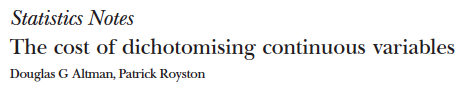 Statistics Notes
The cost of dichotomising continuous variables
Douglas G Altman, Patrick Royston